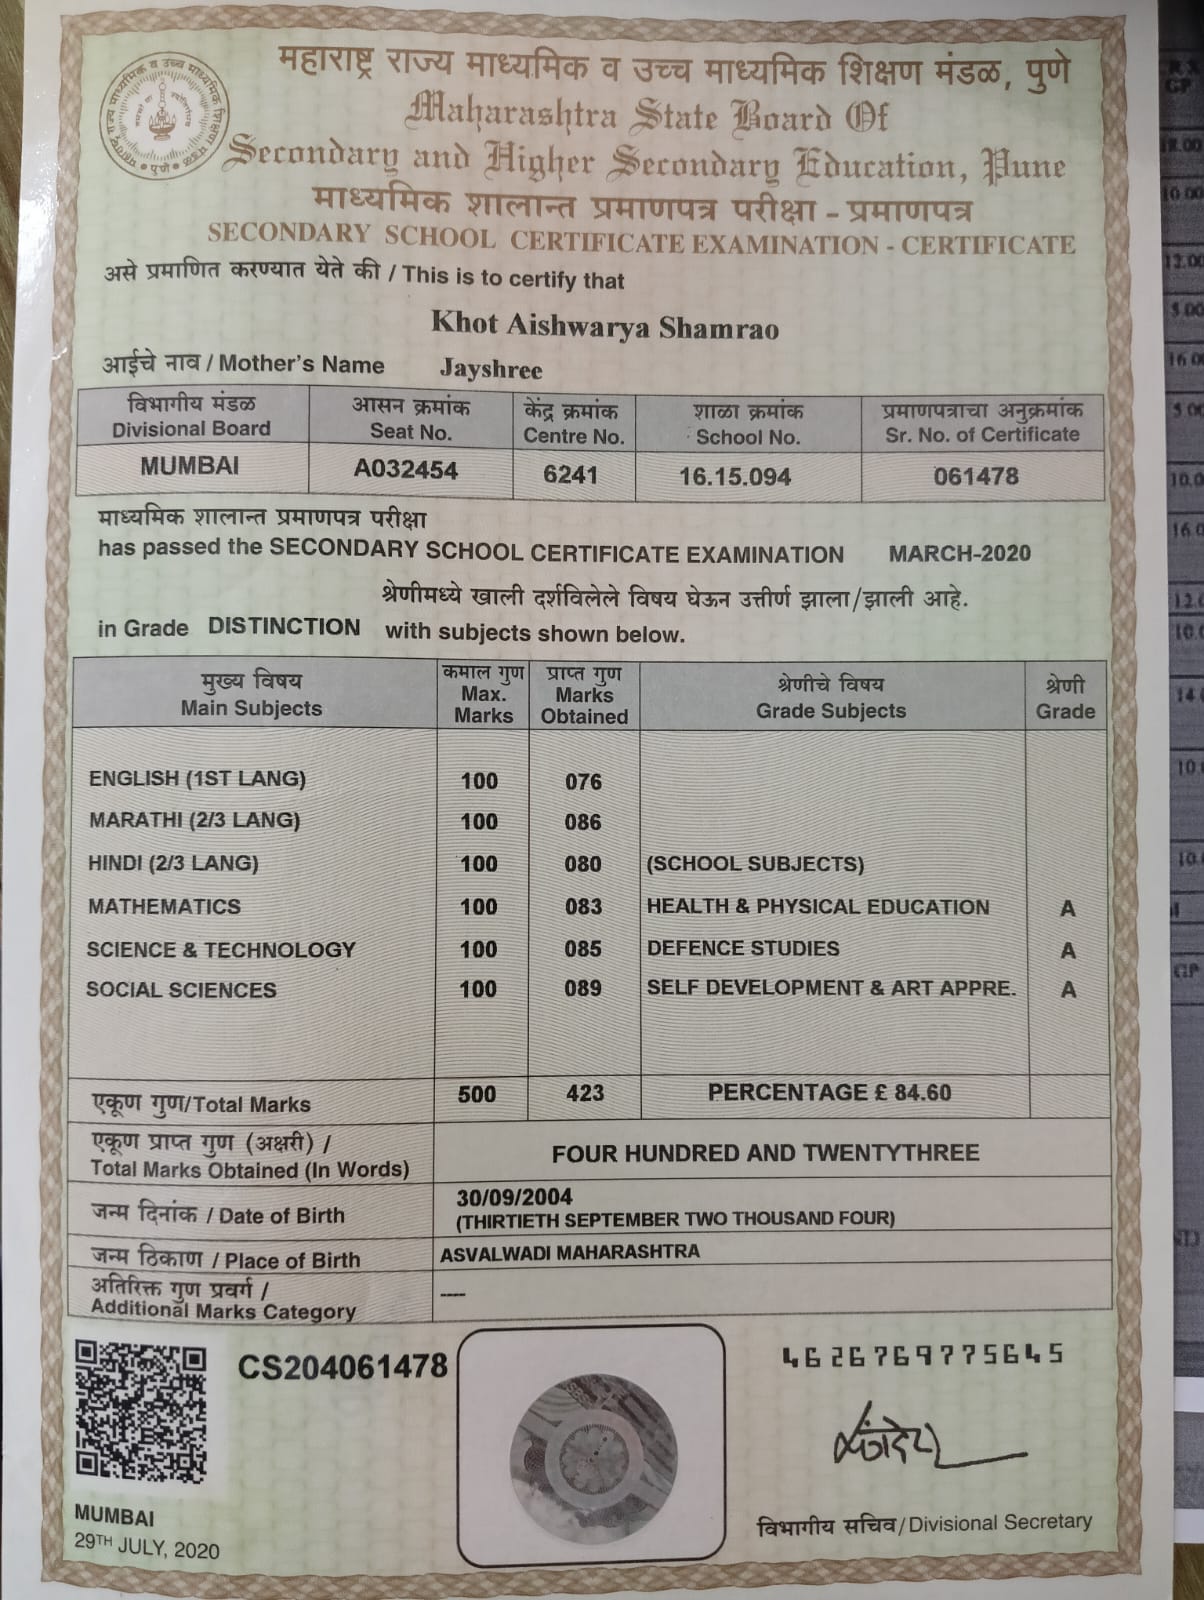 महाराष्ट्र राज्य माध्यमिक व उच्च माध्यमिक शिक्षण मंडळ, पुणे
Maharashtra State Board Of
Secondary and Higher Secondary Education, Pune
माध्यमिक शालान्त प्रमाणपत्र परीक्षा - प्रमाणपत्र
SECONDARY SCHOOL CERTIFICATE EXAMINATION - CERTIFICATE
असे प्रमाणित करण्यात येते की / This is to certify that
Khot Aishwarya Shamrao
आईचे नाव / Mother's Name Jayshree
विभागीय मंडळ आसन क्रमांक केंद्र क्रमांक शाळा क्रमांक प्रमाणपत्राचा अनुक्रमांक
Divisional Board Seat No. Centre No. School No. Sr. No. of Certificate
MUMBAI A032454 6241 16.15.094 061478
माध्यमिक शालान्त प्रमाणपत्र परीक्षा
has passed the SECONDARY SCHOOL CERTIFICATE EXAMINATION MARCH-2020
श्रेणीमध्ये खाली दर्शविलेले विषय घेऊन उत्तीर्ण झाला/झाली आहे.
in Grade DISTINCTION with subjects shown below.
मुख्य विषय कमाल गुण प्राप्त गुण श्रेणीचे विषय श्रेणी
Main Subjects Max. Marks Marks Obtained Grade Subjects Grade
ENGLISH (1ST LANG) 100 076
MARATHI (2/3 LANG) 100 086
HINDI (2/3 LANG) 100 080 (SCHOOL SUBJECTS)
MATHEMATICS 100 083 HEALTH & PHYSICAL EDUCATION A
SCIENCE & TECHNOLOGY 100 085 DEFENCE STUDIES A
SOCIAL SCIENCES 100 089 SELF DEVELOPMENT & ART APPRE. A
एकूण गुण/Total Marks 500 423 PERCENTAGE £ 84.60
एकूण प्राप्त गुण (अक्षरी) /
Total Marks Obtained (In Words) FOUR HUNDRED AND TWENTYTHREE
जन्म दिनांक / Date of Birth 30/09/2004
(THIRTIETH SEPTEMBER TWO THOUSAND FOUR)
जन्म ठिकाण / Place of Birth ASVALWADI MAHARASHTRA
अतिरिक्त गुण प्रवर्ग /
Additional Marks Category ----
CS204061478
4626769775645
MUMBAI
29TH JULY, 2020
विभागीय सचिव/Divisional Secretary